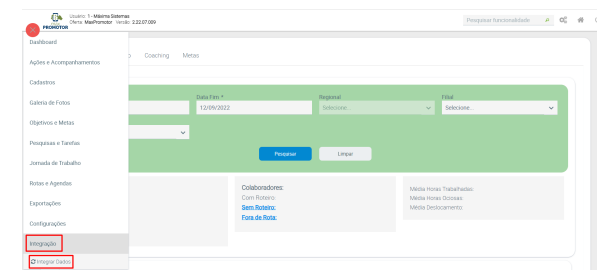 Usuário: 1 - Máxima Sistemas
Oferta: MaxPromotor Versão: 2.22.07.009
PROMOTOR
Pesquisar funcionalidade
Dashboard
Coaching
Metas
Ações e Acompanhamentos
Cadastros
Galeria de Fotos
Data Fim *
Regional
Filial
12/09/2022
Selecione...
Selecione...
Objetivos e Metas
Pesquisas e Tarefas
Pesquisar
Limpar
Jornada de Trabalho
Rotas e Agendas
Colaboradores:
Com Roteiro:
Sem Roteiro:
Fora de Rota:
Média Horas Trabalhadas:
Média Horas Ociosas:
Média Deslocamento:
Exportações
Configurações
Integração
Integrar Dados